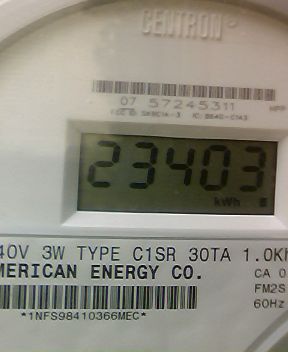 CENTRON
07 57245311
23403
kWh
40V 3W TYPE C1SR 30TA 1.0Kh
MERICAN ENERGY CO.
CA 0
FM2S
60Hz
*1NFS98410366MEC*